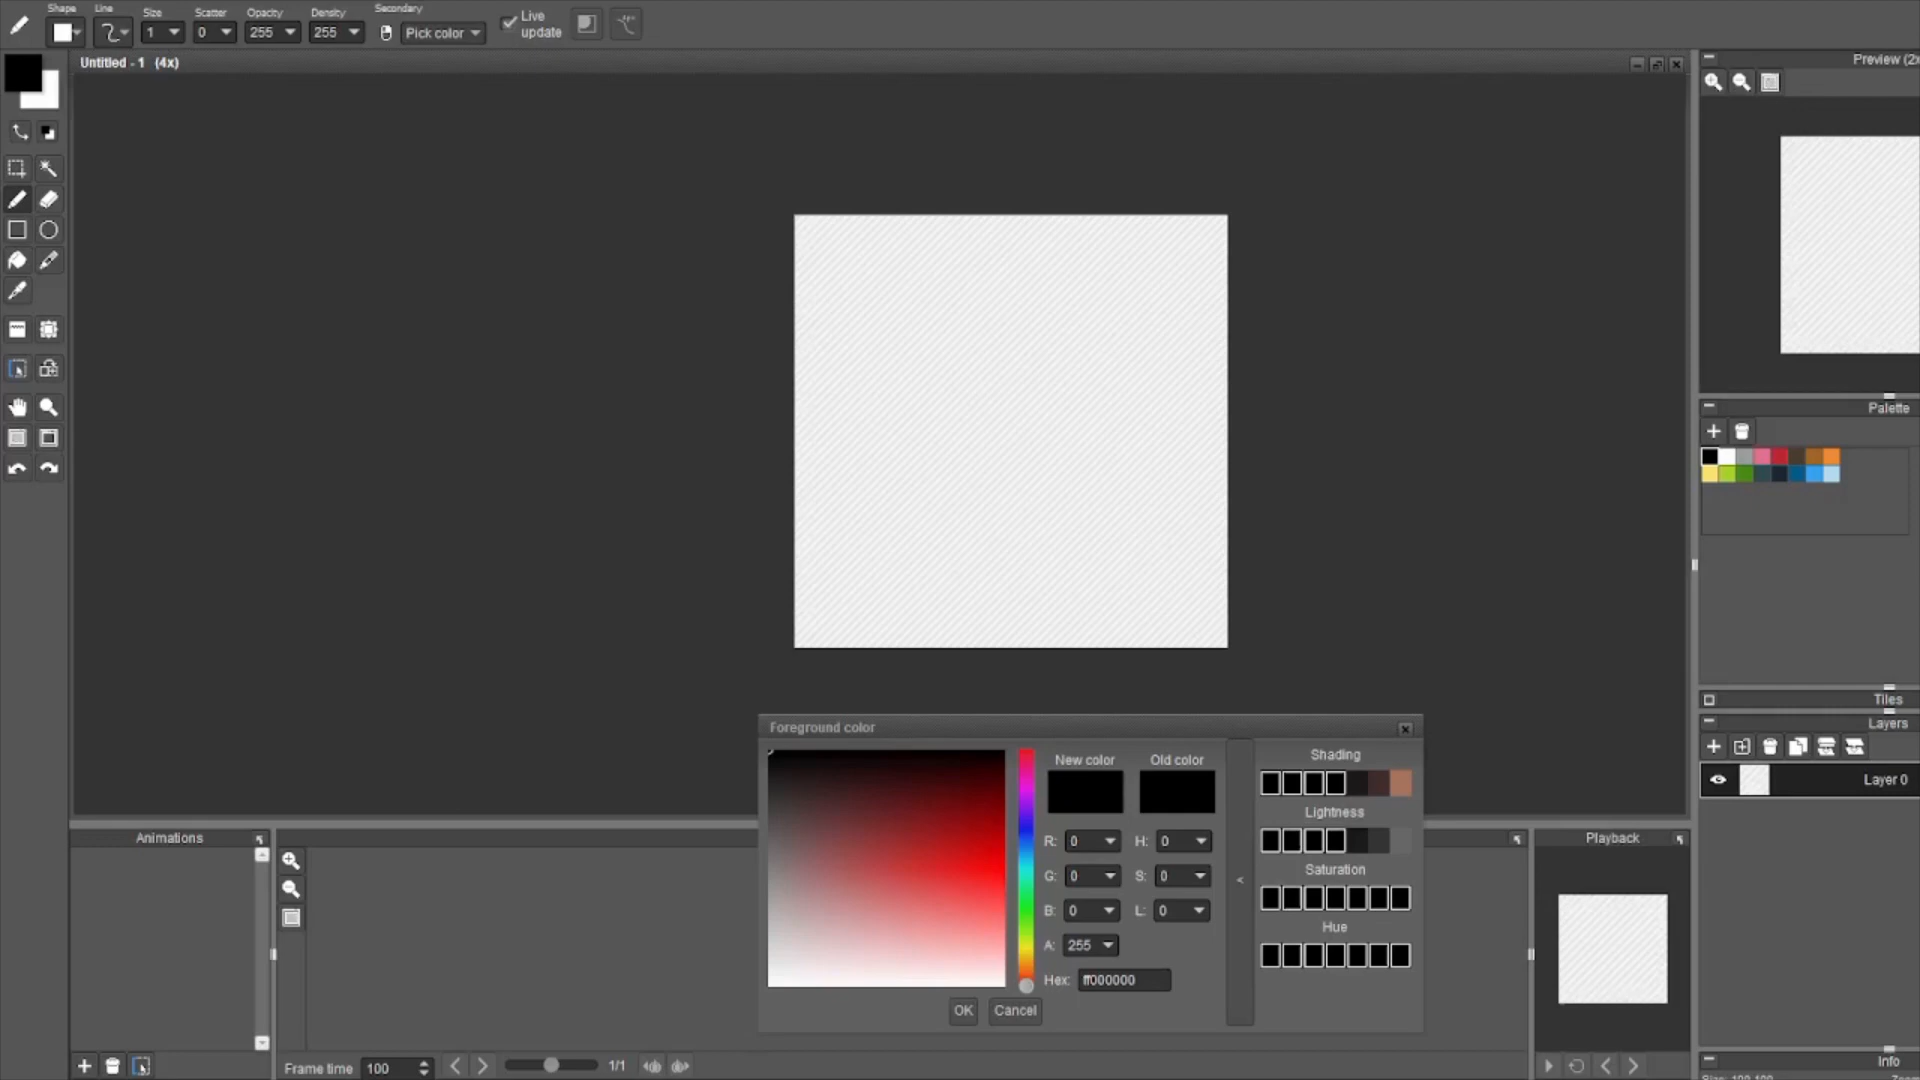 Shape Line Size Scatter Opacity Density Secondary
1 0 255 255 Pick color Live update
Untitled - 1 (4x)
Preview (2x
Palette
Tiles
Layers
Layer 0
Foreground color
New color Old color
R: 0 H: 0
G: 0 S: 0
B: 0 L: 0
A: 255
Hex: ff000000
OK Cancel
<
Shading
Lightness
Saturation
Hue
Animations
Playback
Frame time 100 1/1
Info